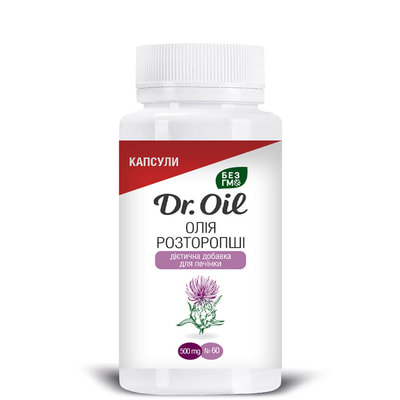 КАПСУЛИ
БЕЗ
ГМО
Dr. Oil
ОЛІЯ
РОЗТОРОПШІ
дієтична добавка
для печінки
500 mg № 60